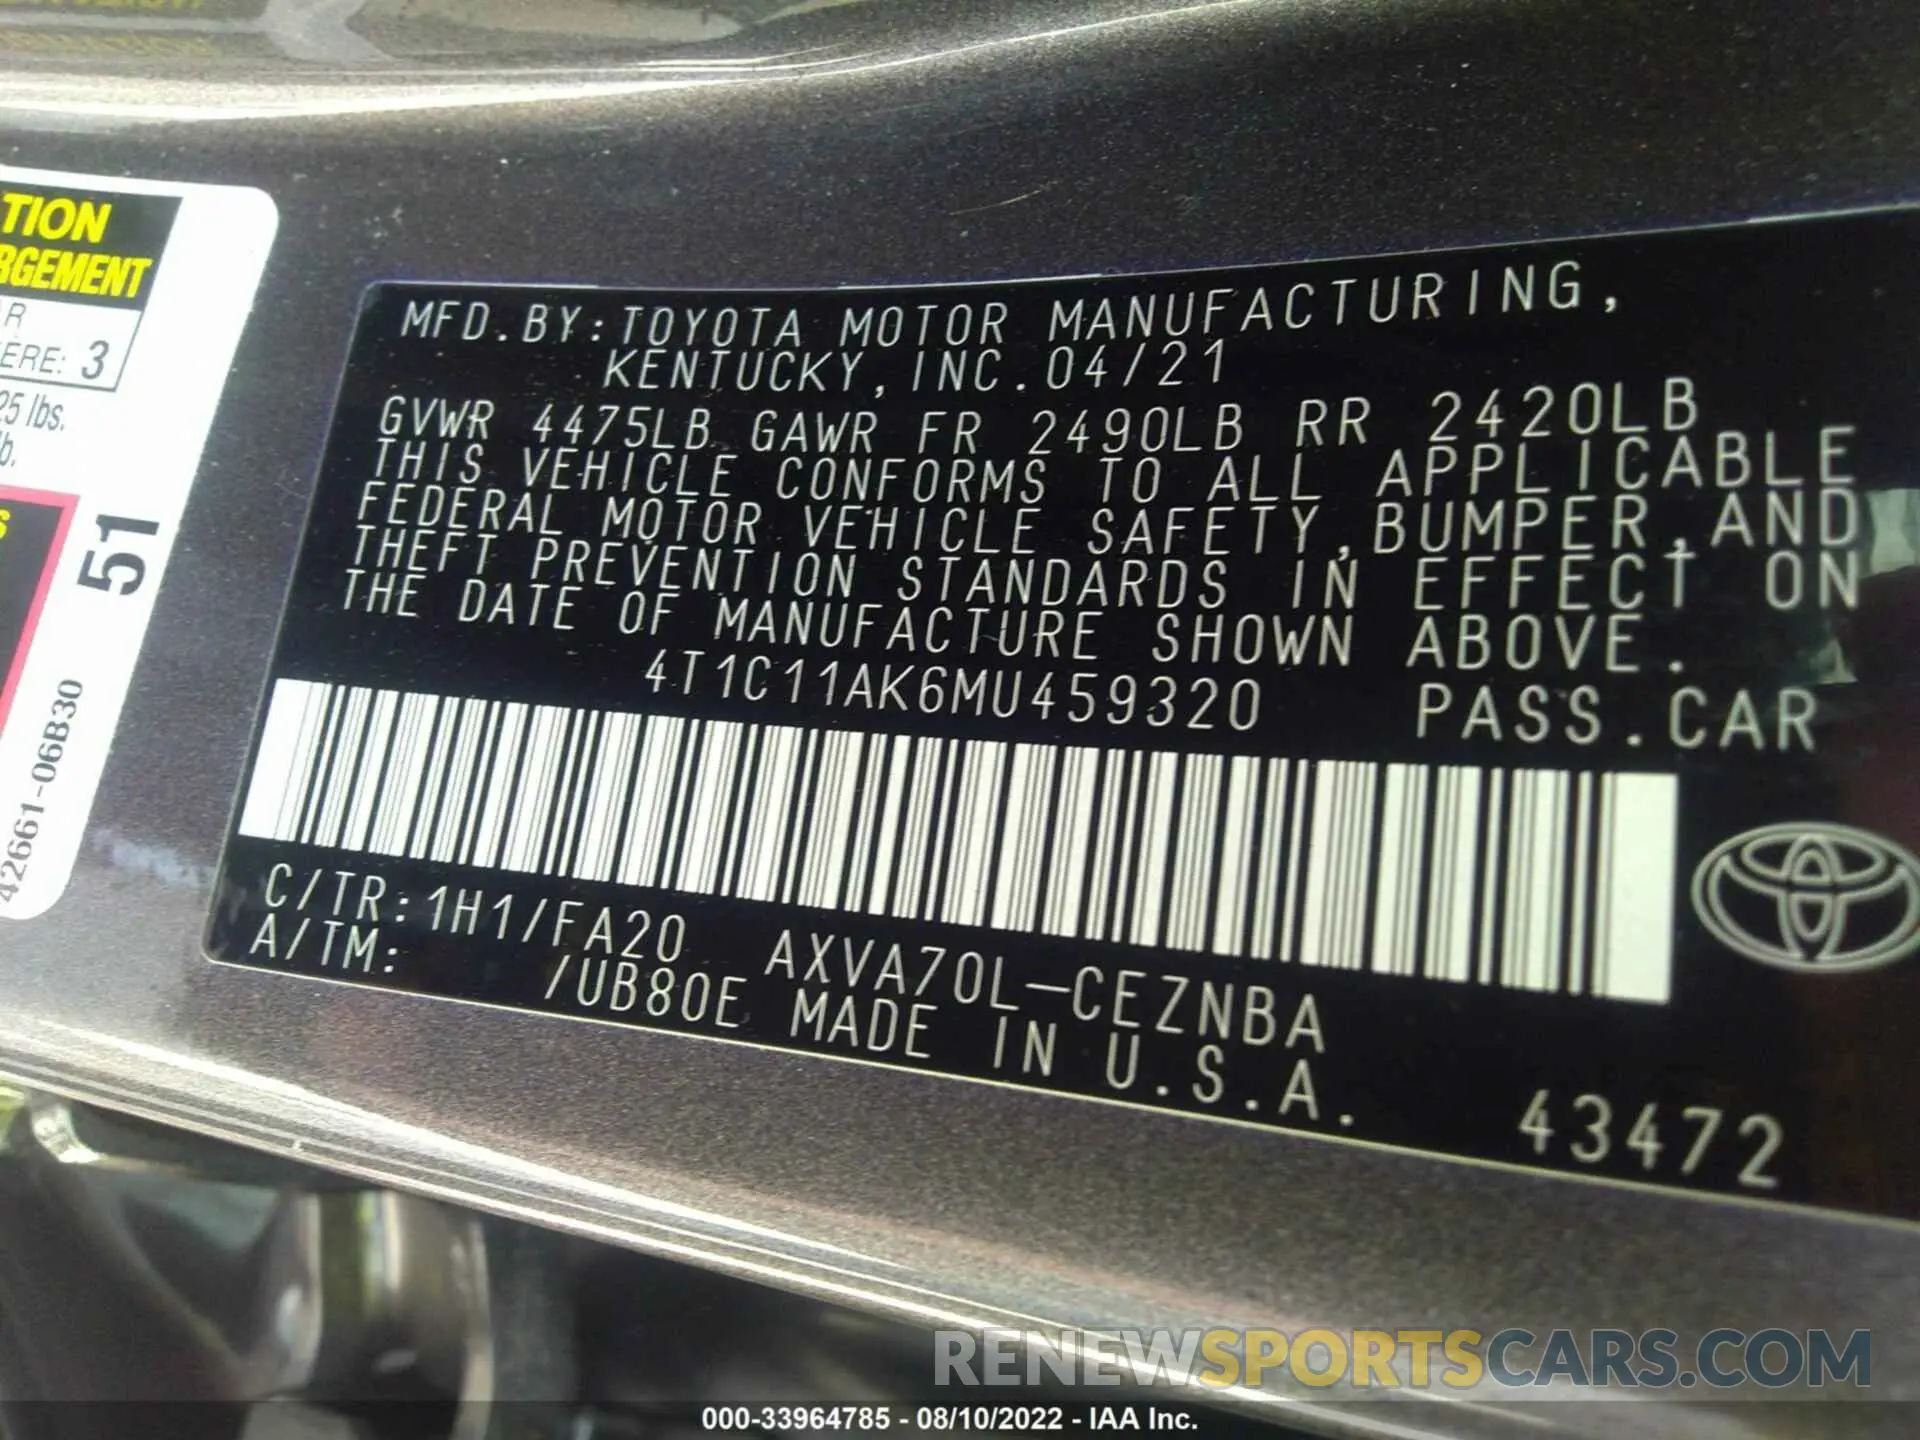 TION
RGEMENT
AR
ERE: 3
25 lbs.
lb.
51
42661-06B30
MFD.BY:TOYOTA MOTOR MANUFACTURING,
KENTUCKY,INC.04/21
GVWR 4475LB GAWR FR 2490LB RR 2420LB
THIS VEHICLE CONFORMS TO ALL APPLICABLE
FEDERAL MOTOR VEHICLE SAFETY,BUMPER,AND
THEFT PREVENTION STANDARDS IN EFFECT ON
THE DATE OF MANUFACTURE SHOWN ABOVE.
4T1C11AK6MU459320 PASS.CAR
C/TR:1H1/FA20 AXVA70L-CEZNBA
A/TM: /UB80E MADE IN U.S.A.
43472
RENEWSPORTSCARS.COM
000-33964785 - 08/10/2022 - IAA Inc.